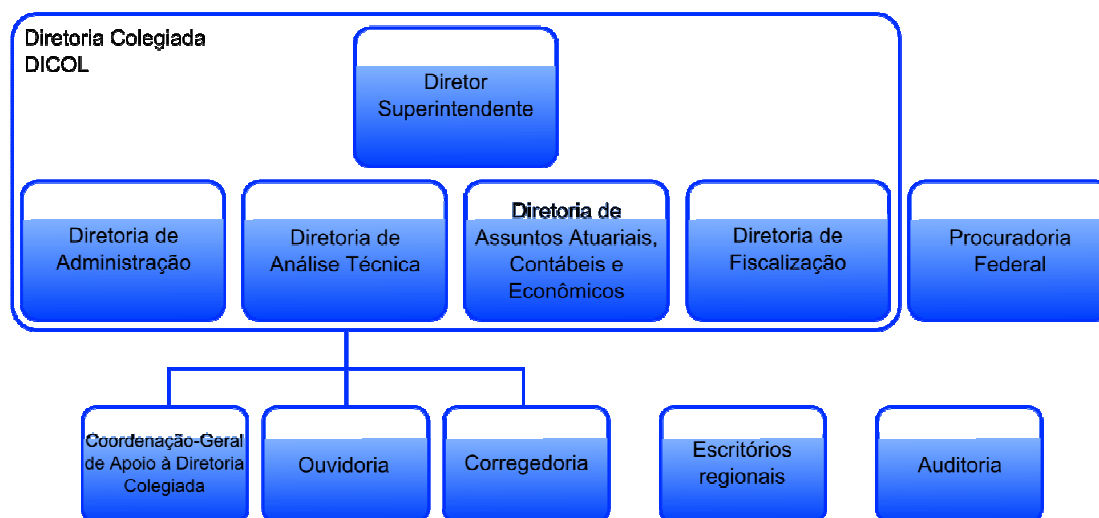 Diretoria Colegiada
DICOL
Diretor
Superintendente
Diretoria de
Administração
Diretoria de
Análise Técnica
Diretoria de
Assuntos Atuariais,
Contábeis e
Econômicos
Diretoria de
Fiscalização
Procuradoria
Federal
Coordenação-Geral
de Apoio à Diretoria
Colegiada
Ouvidoria
Corregedoria
Escritórios
regionais
Auditoria